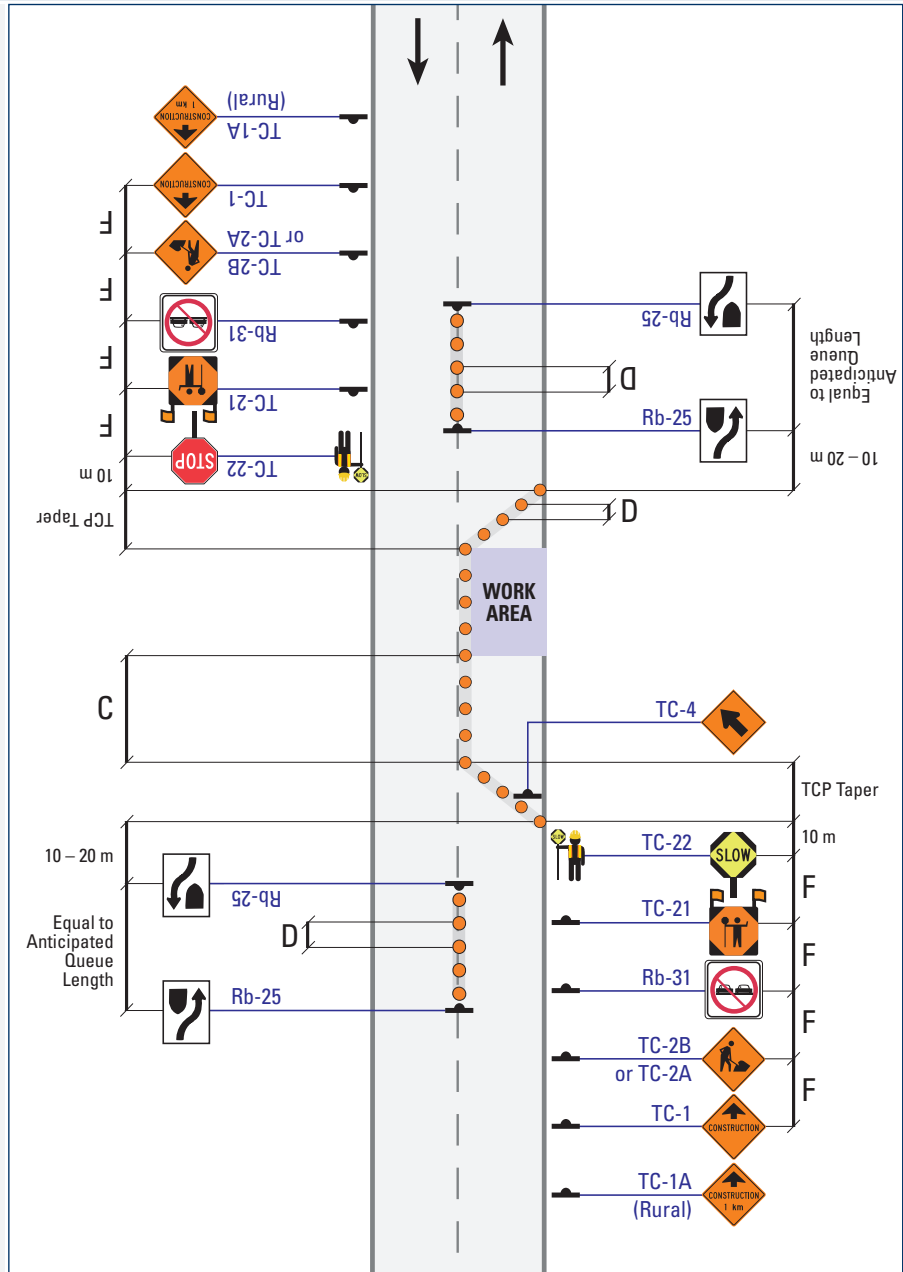 CONSTRUCTION
1 km
TC-1A
(Rural)
CONSTRUCTION
TC-1
TC-2B
or TC-2A
Rb-31
TC-21
STOP
TC-22
SLOW
F
F
F
F
10 m
TCP Taper
Rb-25
Rb-25
D
Equal to
Anticipated
Queue
Length
10 – 20 m
D
WORK
AREA
C
TC-4
TCP Taper
10 m
SLOW
TC-22
SLOW
TC-21
Rb-31
TC-2B
or TC-2A
TC-1
CONSTRUCTION
TC-1A
(Rural)
CONSTRUCTION
1 km
F
F
F
F
10 – 20 m
Rb-25
D
Equal to
Anticipated
Queue
Length
Rb-25